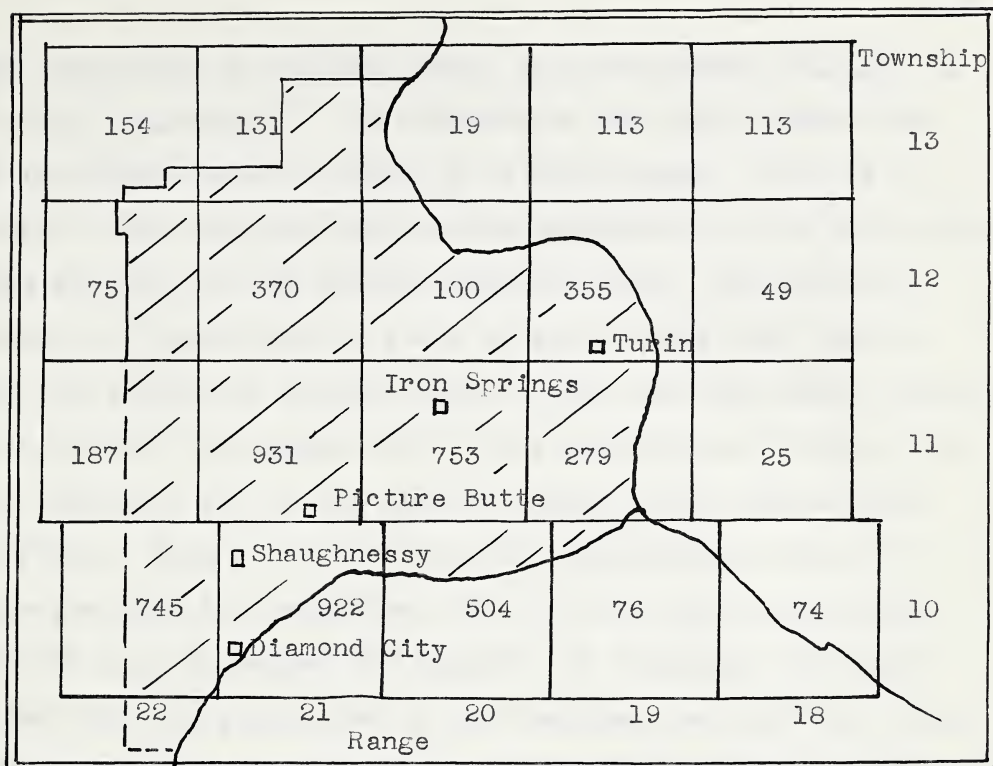 Township
154 131 19 113 113 13
75 370 100 355 49 12
Turin
Iron Springs
187 931 753 279 25 11
Picture Butte
Shaughnessy
745 922 504 76 74 10
Diamond City
22 21 20 19 18
Range